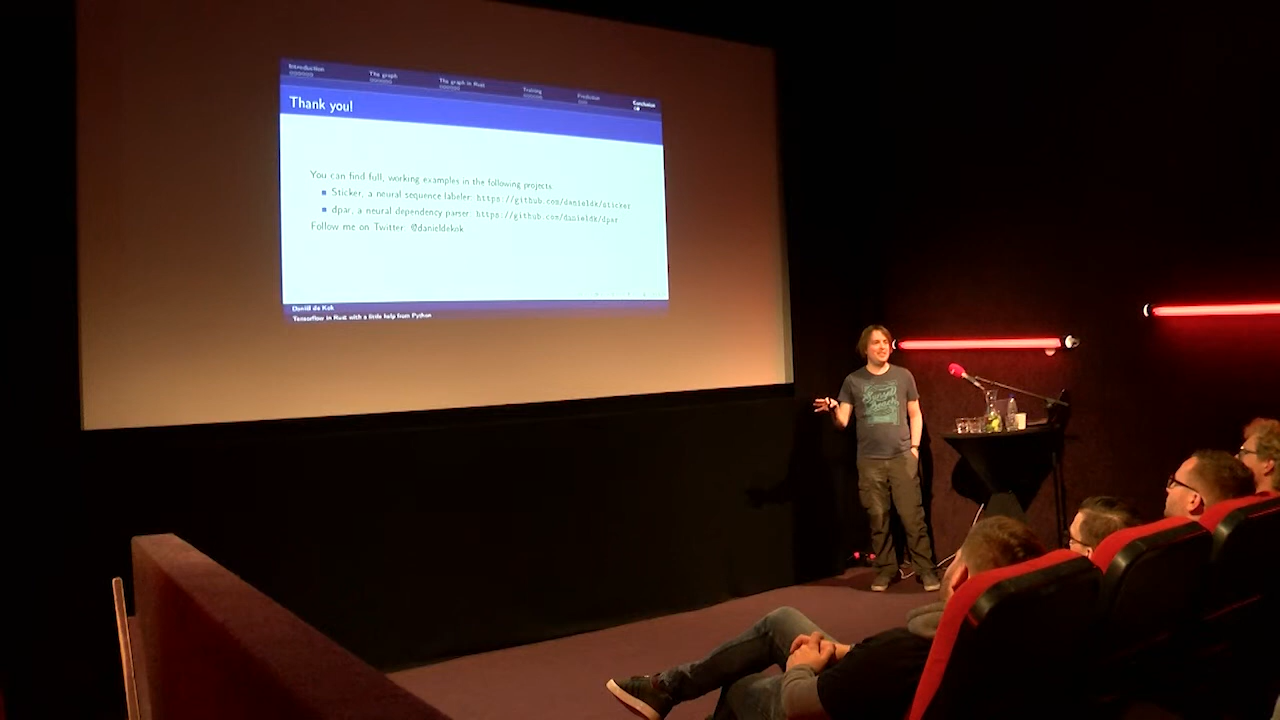 Introduction The graph The graph in Rust Training Prediction Conclusion
Thank you!
You can find full, working examples in the following projects
Sticker, a neural sequence labeler: https://github.com/danieldk/sticker
dpar, a neural dependency parser: https://github.com/danieldk/dpar
Follow me on Twitter: @danieldekok
Daniël de Kok
Tensorflow in Rust with a little help from Python
Beach